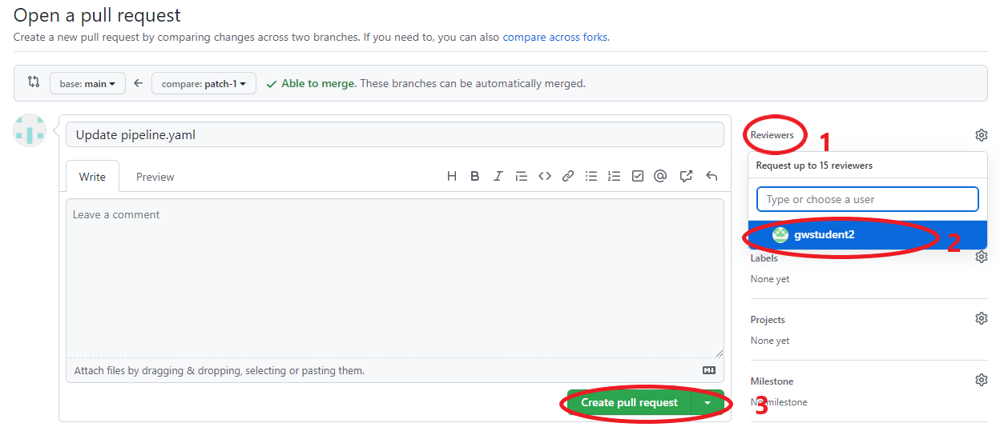 Open a pull request
Create a new pull request by comparing changes across two branches. If you need to, you can also compare across forks.
base: main
compare: patch-1
Able to merge. These branches can be automatically merged.
Update pipeline.yaml
Write
Preview
H B I
Leave a comment
Attach files by dragging & dropping, selecting or pasting them.
Create pull request
3
Reviewers
1
Request up to 15 reviewers
Type or choose a user
gwstudent2
2
Labels
None yet
Projects
None yet
Milestone
No milestone